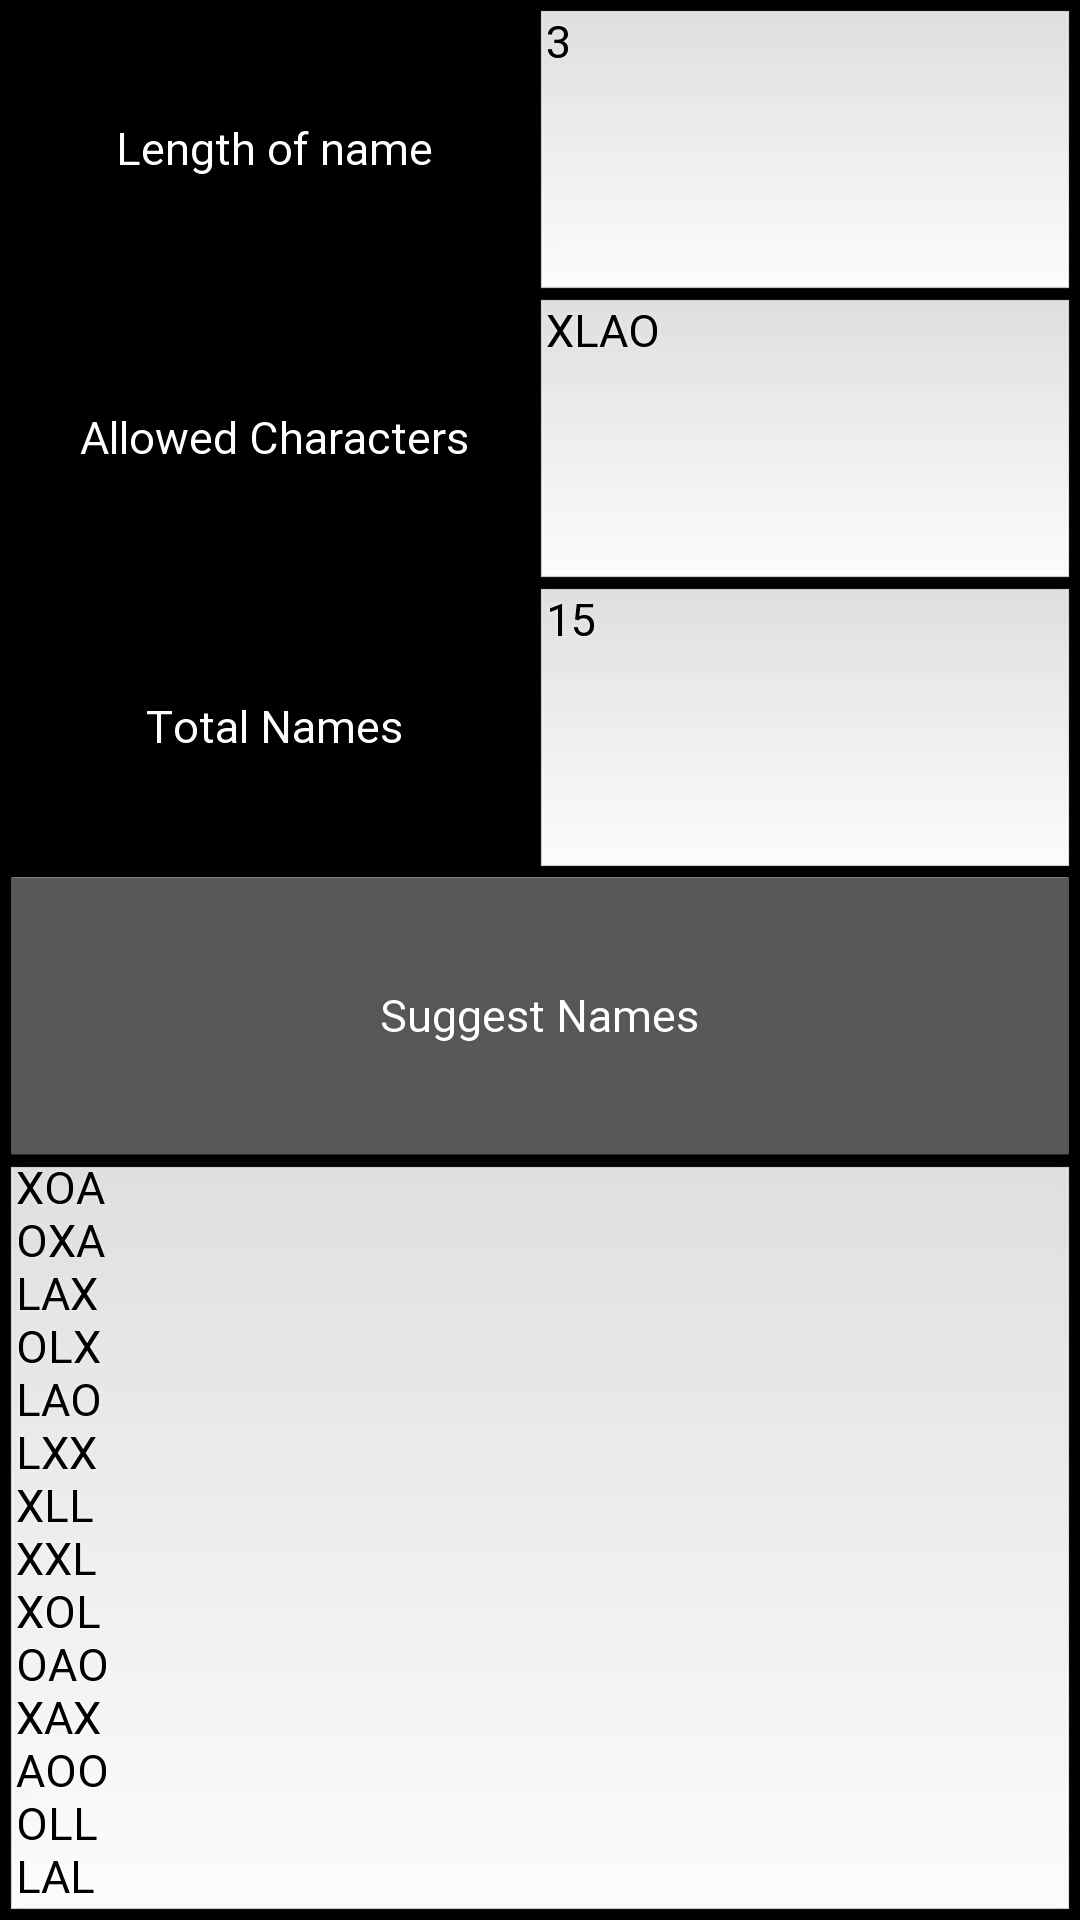 Length of name
3
Allowed Characters
XLAO
Total Names
15
Suggest Names
XOA
OXA
LAX
OLX
LAO
LXX
XLL
XXL
XOL
OAO
XAX
AOO
OLL
LAL